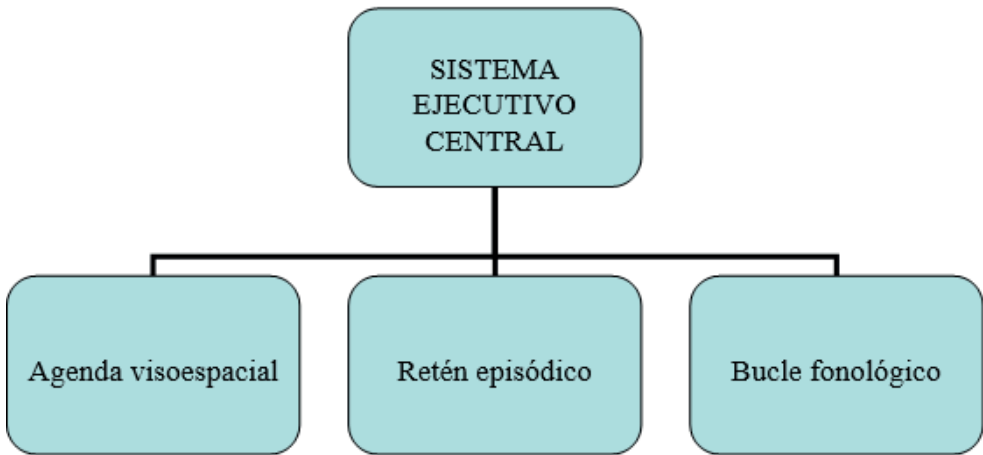 SISTEMA
EJECUTIVO
CENTRAL
Agenda visoespacial
Retén episódico
Bucle fonológico